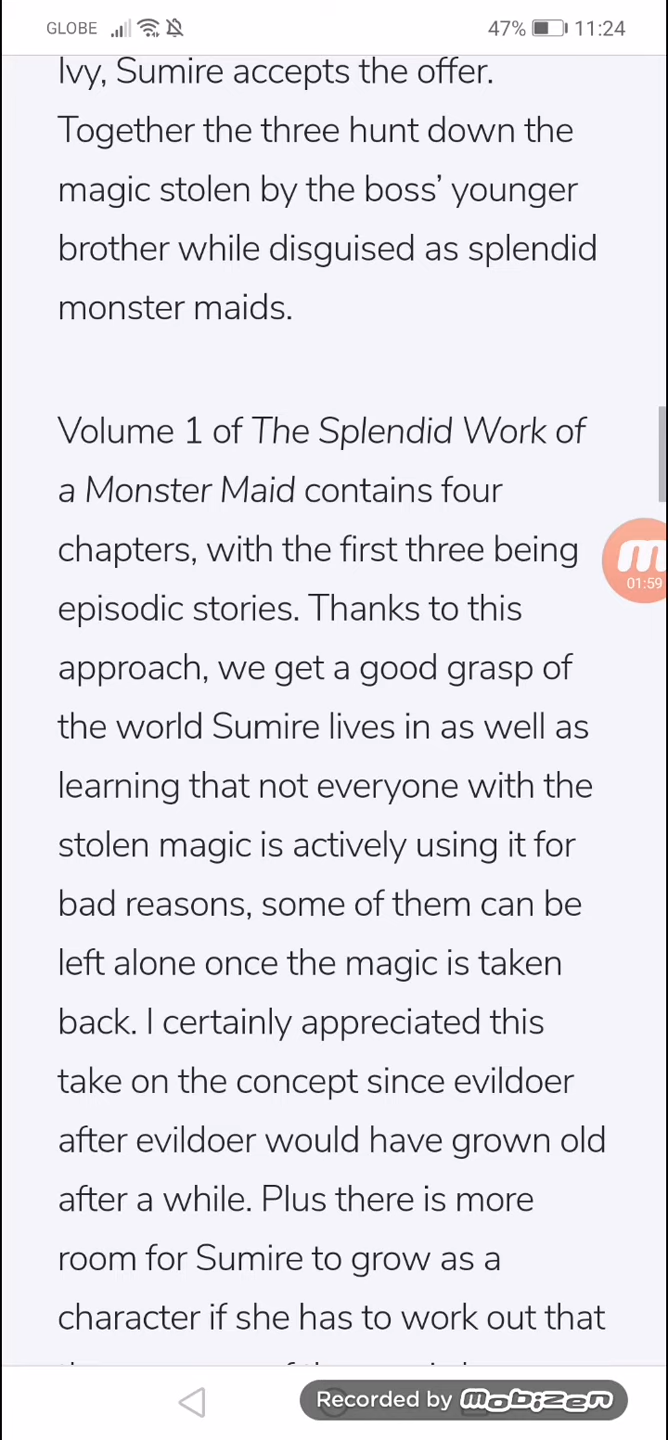 GLOBE 47% 11:24
Ivy, Sumire accepts the offer.
Together the three hunt down the
magic stolen by the boss’ younger
brother while disguised as splendid
monster maids.
Volume 1 of The Splendid Work of
a Monster Maid contains four
chapters, with the first three being
episodic stories. Thanks to this
approach, we get a good grasp of
the world Sumire lives in as well as
learning that not everyone with the
stolen magic is actively using it for
bad reasons, some of them can be
left alone once the magic is taken
back. I certainly appreciated this
take on the concept since evildoer
after evildoer would have grown old
after a while. Plus there is more
room for Sumire to grow as a
character if she has to work out that
m
01:59
Recorded by mobizen